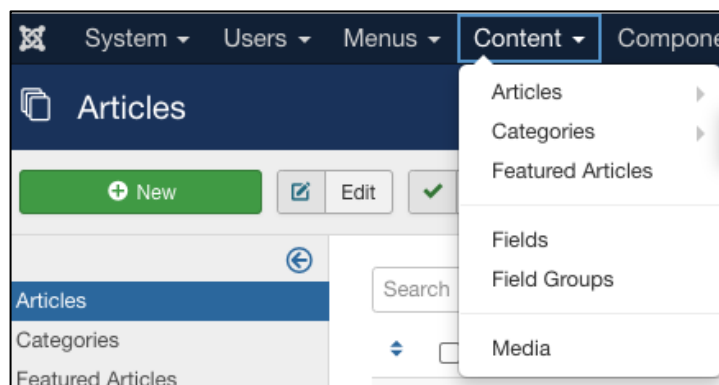 System Users Menus Content Compone
Articles
New Edit
Articles
Categories
Featured Articles
Fields
Field Groups
Media
Search
Articles
Categories
Featured Articles